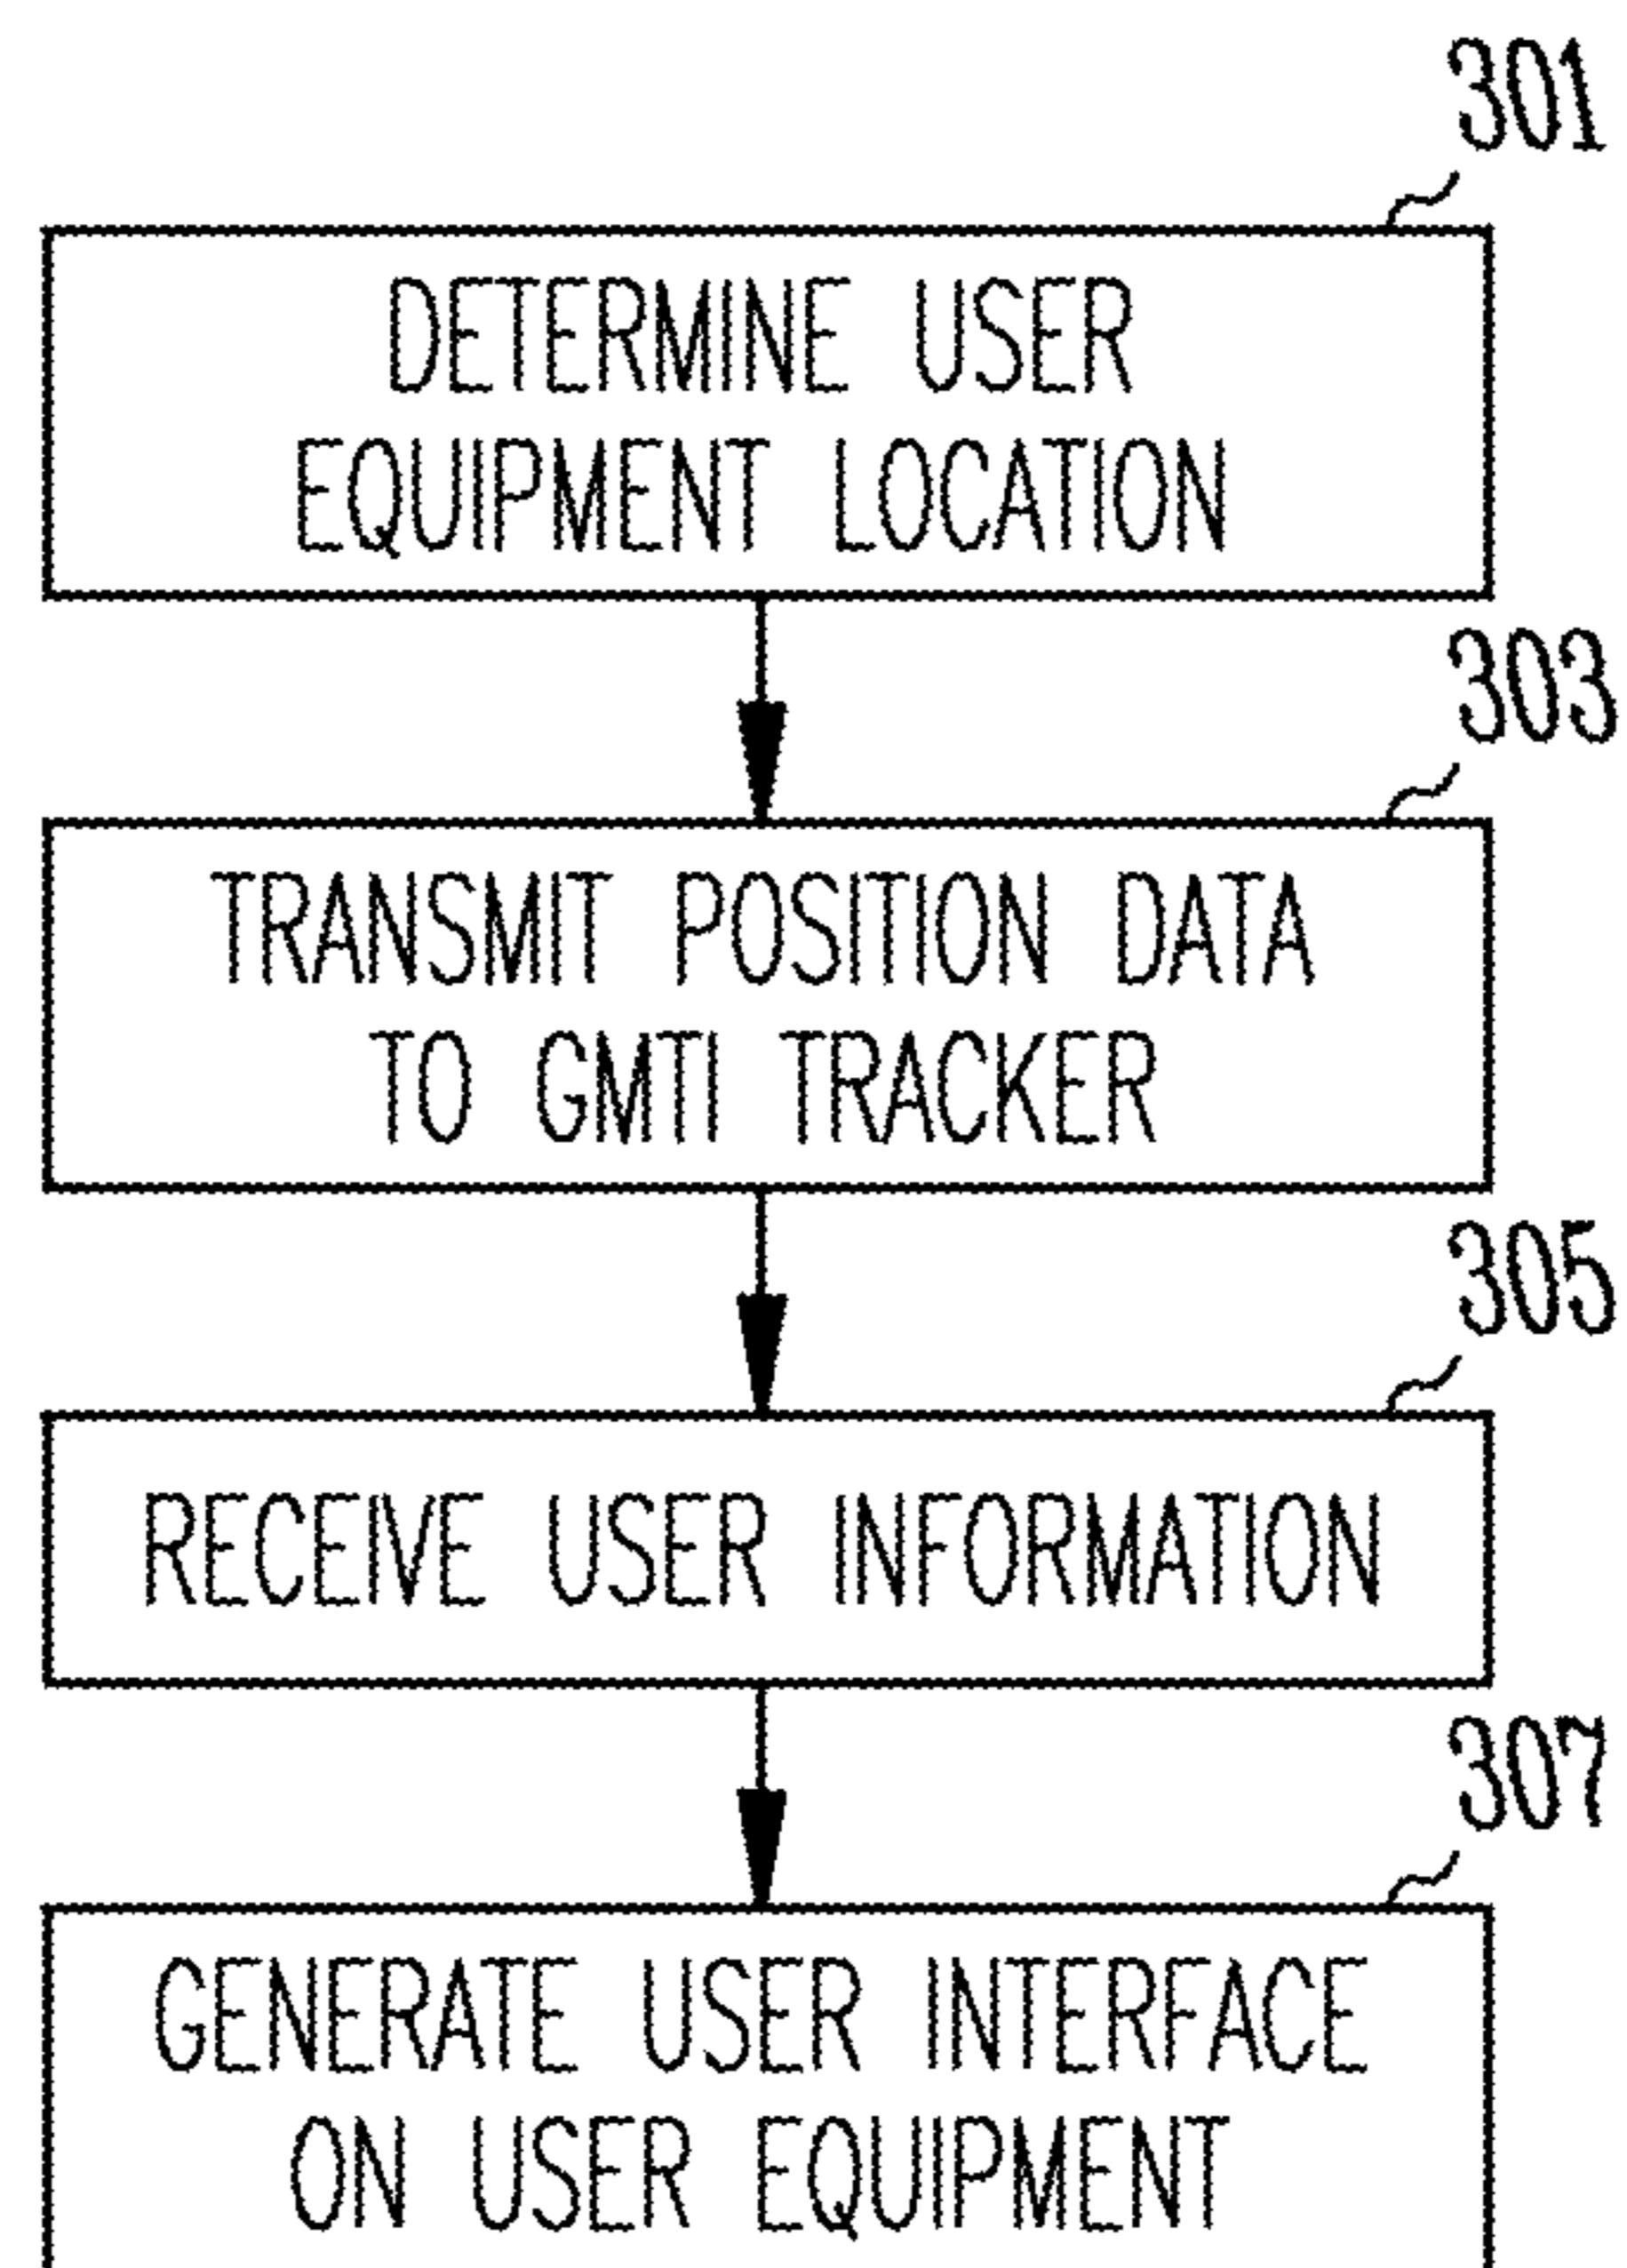 301
DETERMINE USER
EQUIPMENT LOCATION
303
TRANSMIT POSITION DATA
TO GMTI TRACKER
305
RECEIVE USER INFORMATION
307
GENERATE USER INTERFACE
ON USER EQUIPMENT